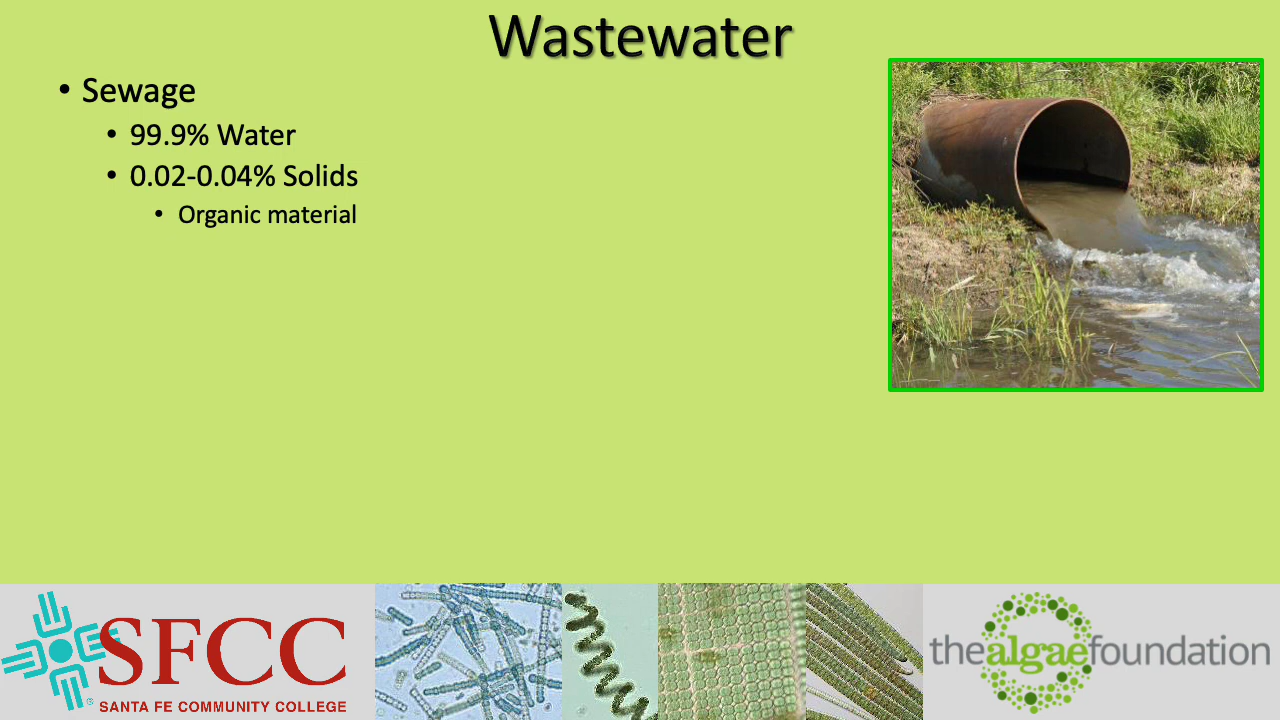 Wastewater
• Sewage
• 99.9% Water
• 0.02-0.04% Solids
• Organic material
SFCC
®
SANTA FE COMMUNITY COLLEGE
thealgaefoundation